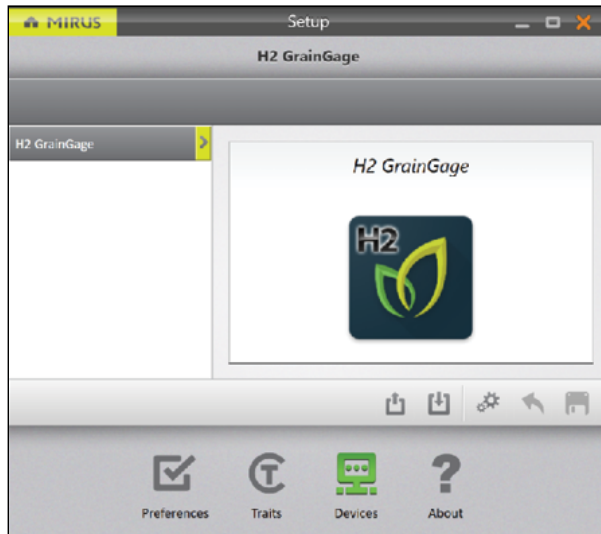 MIRUS Setup
H2 GrainGage
H2 GrainGage
H2 GrainGage
H2
Preferences Traits Devices About